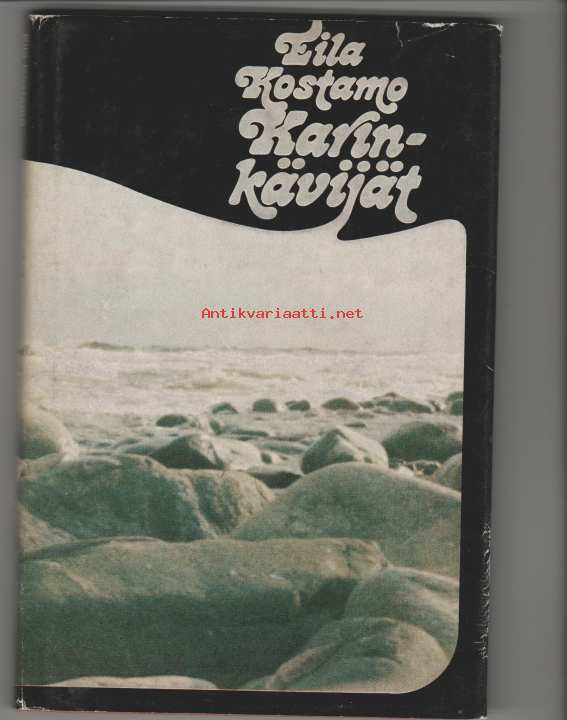 Eila
Kostamo
Karin-
kävijät
Antikvariaatti.net